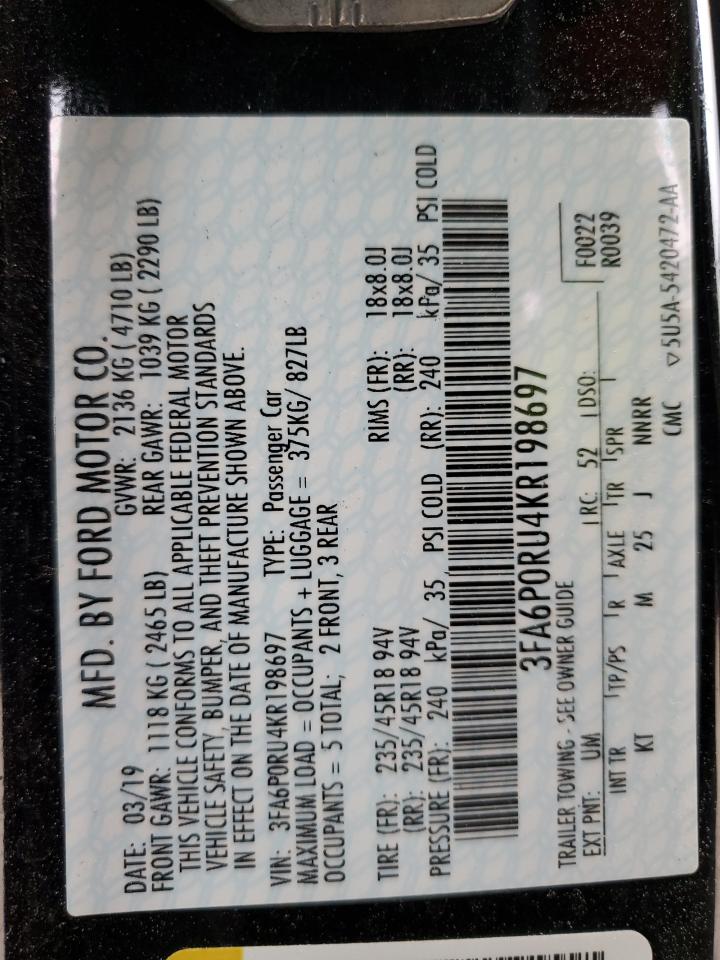 MFD. BY FORD MOTOR CO.
DATE: 03/19 GVWR: 2136 KG ( 4710 LB)
FRONT GAWR: 1118 KG ( 2465 LB) REAR GAWR: 1039 KG ( 2290 LB)
THIS VEHICLE CONFORMS TO ALL APPLICABLE FEDERAL MOTOR
VEHICLE SAFETY, BUMPER, AND THEFT PREVENTION STANDARDS
IN EFFECT ON THE DATE OF MANUFACTURE SHOWN ABOVE.
VIN: 3FA6P0RU4KR198697 TYPE: Passenger Car
MAXIMUM LOAD = OCCUPANTS + LUGGAGE = 375KG/ 827LB
OCCUPANTS = 5 TOTAL; 2 FRONT, 3 REAR
TIRE (FR): 235/45R18 94V RIMS (FR): 18x8.0J
(RR): 235/45R18 94V (RR): 18x8.0J
PRESSURE (FR): 240 kPa/ 35 PSI COLD (RR): 240 kPa/ 35 PSI COLD
3FA6P0RU4KR198697
TRAILER TOWING - SEE OWNER GUIDE
F0022
EXT PNT: UM RC: 52 DSO: R0039
INT TR TP/PS R AXLE TR SPR
KT M 25 J NNRR
CMC ▽5U5A-5420472-AA